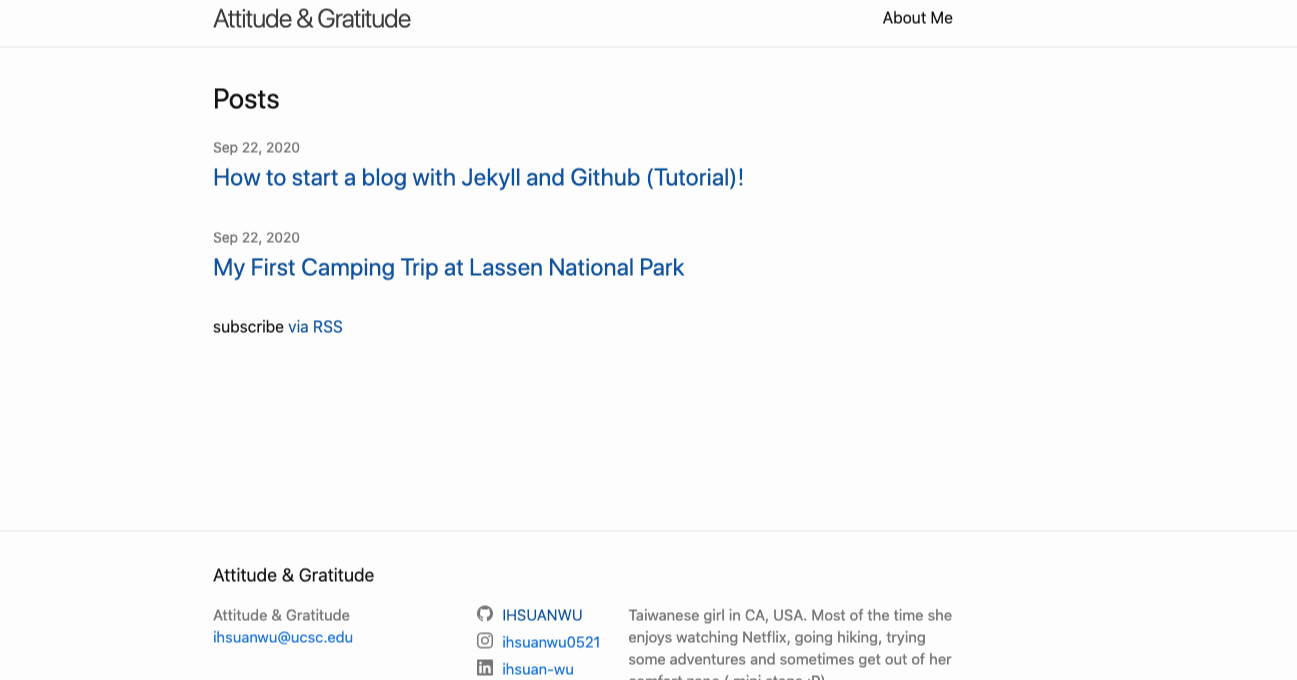 Attitude & Gratitude
About Me
Posts
Sep 22, 2020
How to start a blog with Jekyll and Github (Tutorial)!
Sep 22, 2020
My First Camping Trip at Lassen National Park
subscribe via RSS
Attitude & Gratitude
Attitude & Gratitude
ihsuanwu@ucsc.edu
IHSUANWU
ihsuanwu0521
ihsuan-wu
Taiwanese girl in CA, USA. Most of the time she
enjoys watching Netflix, going hiking, trying
some adventures and sometimes get out of her